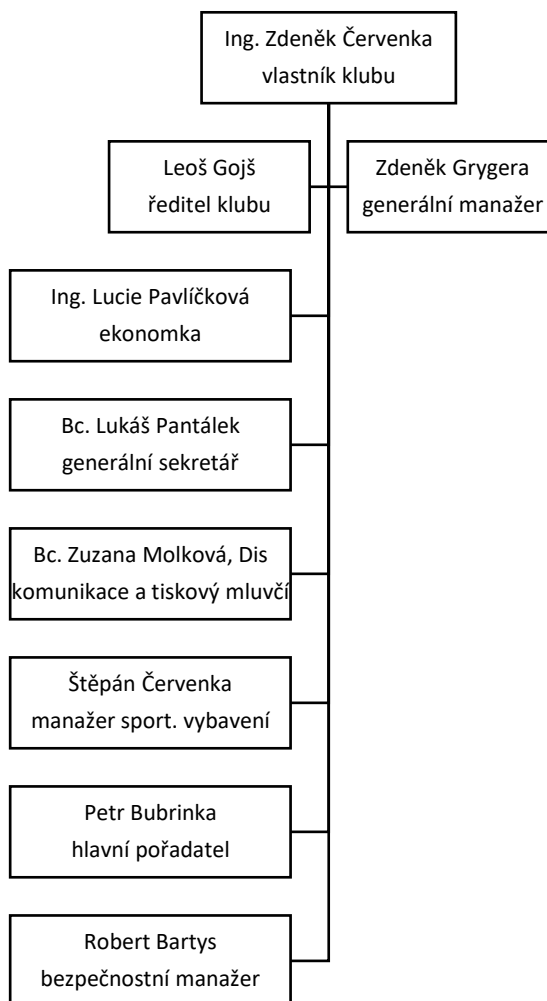 Ing. Zdeněk Červenka
vlastník klubu
Leoš Gojš
ředitel klubu
Zdeněk Grygera
generální manažer
Ing. Lucie Pavlíčková
ekonomka
Bc. Lukáš Pantálek
generální sekretář
Bc. Zuzana Molková, Dis
komunikace a tiskový mluvčí
Štěpán Červenka
manažer sport. vybavení
Petr Bubrinka
hlavní pořadatel
Robert Bartys
bezpečnostní manažer